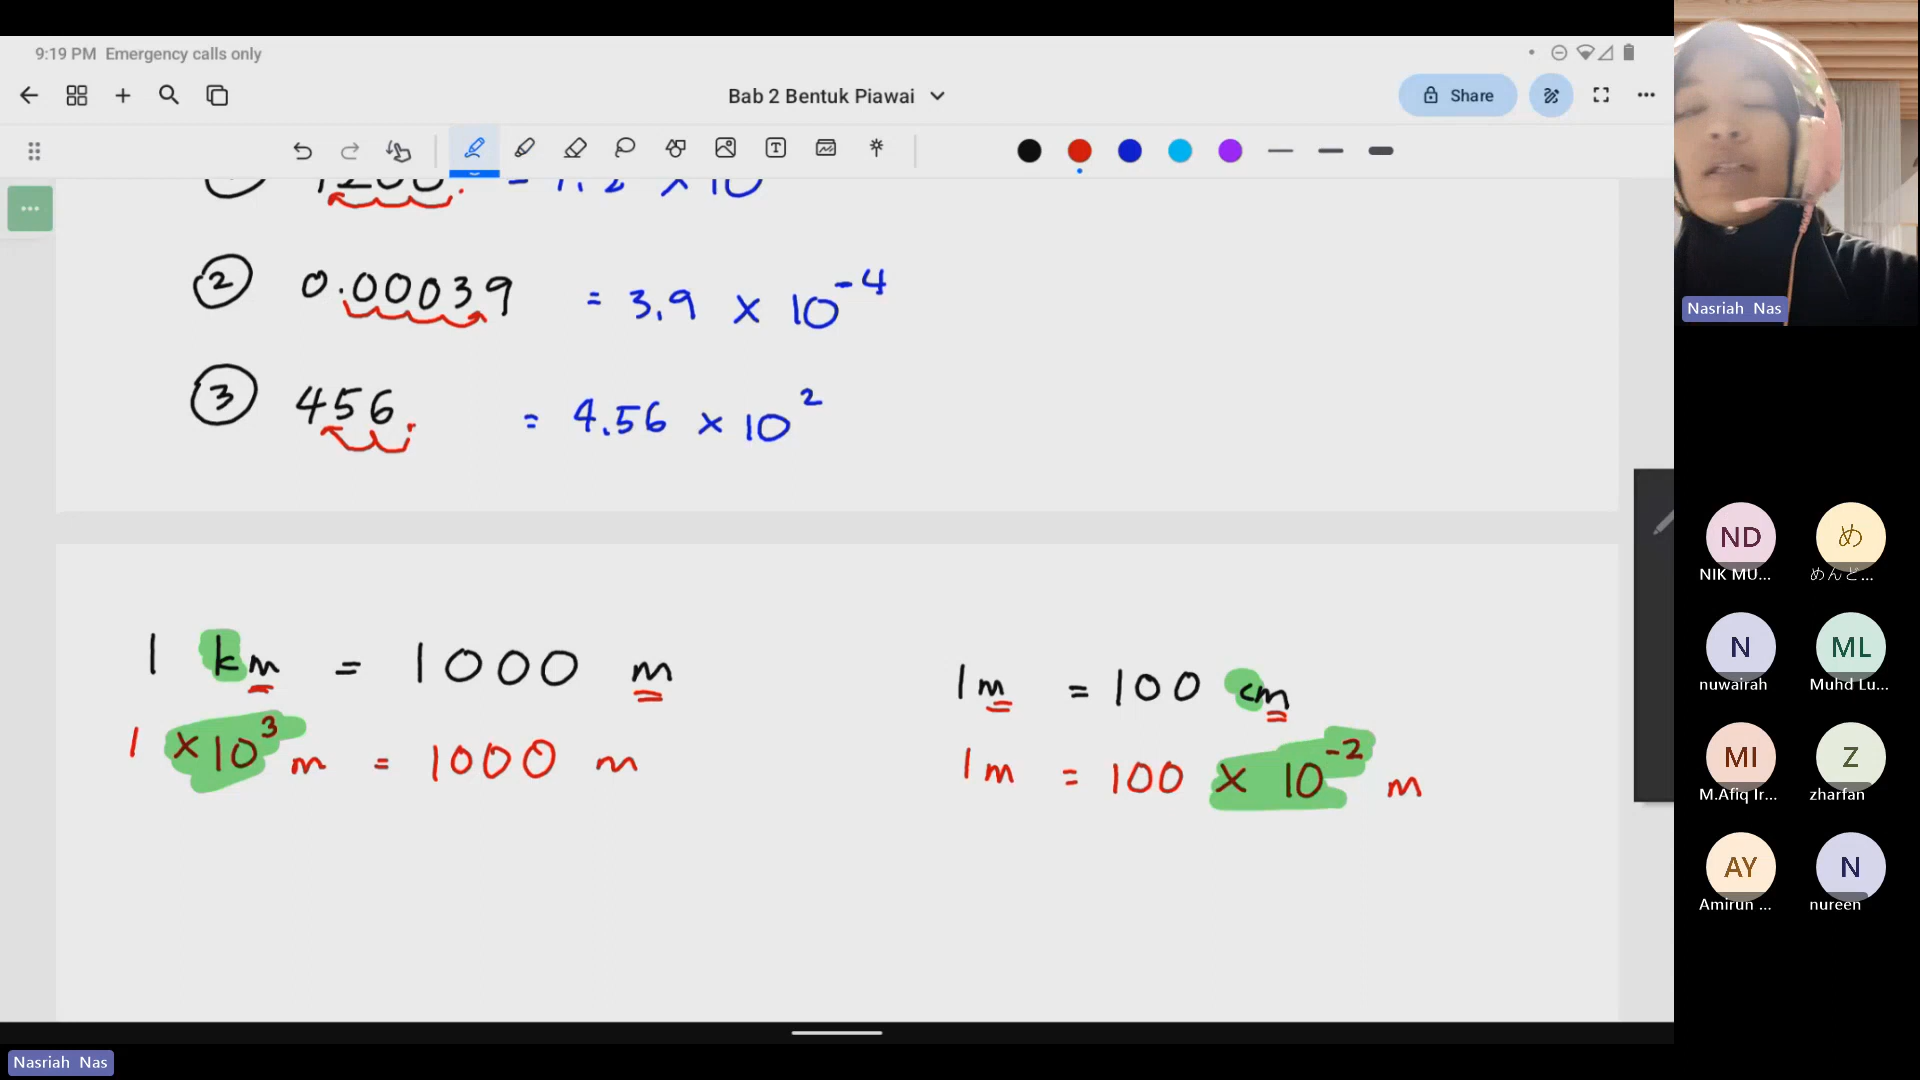 9:19 PM Emergency calls only
Bab 2 Bentuk Piawai
Share
② 0.00039 = 3.9 × 10⁻⁴
③ 456. = 4.56 × 10²
1 km = 1000 m
1 × 10³ m = 1000 m
1m = 100 cm
1m = 100 × 10⁻² m
Nasriah Nas
ND
NIK MU...
め
めんど...
N
nuwairah
ML
Muhd Lu...
MI
M.Afiq Ir...
Z
zharfan
AY
Amirun ...
N
nureen
Nasriah Nas